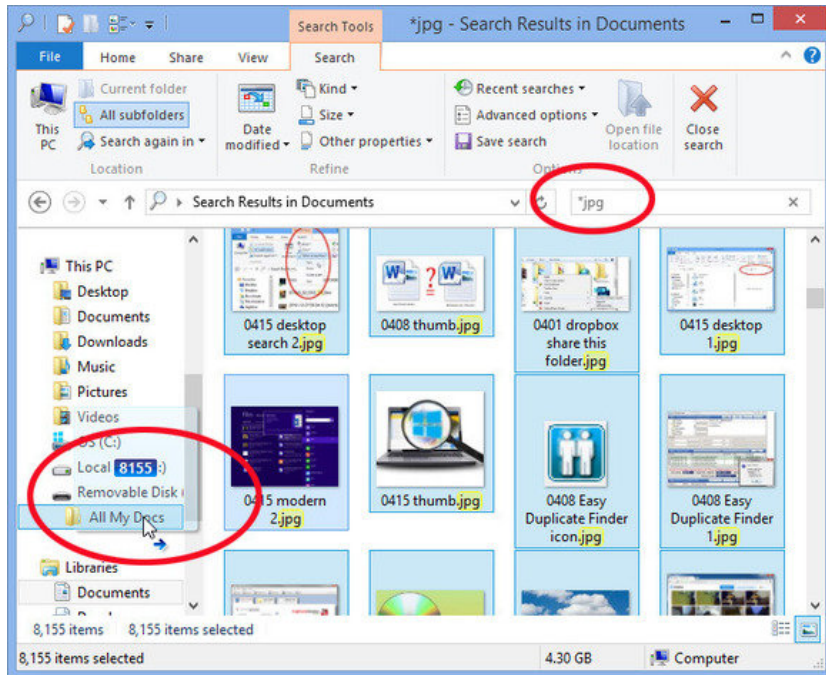 Search Tools
*jpg - Search Results in Documents
File Home Share View Search
Current folder
All subfolders
Search again in
This PC
Location
Date modified
Kind
Size
Other properties
Refine
Recent searches
Advanced options
Save search
Open file location
Options
Close search
Search Results in Documents
*jpg
This PC
Desktop
Documents
Downloads
Music
Pictures
Videos
OS (C:)
Local 8155 :)
Removable Disk (
All My Docs
Libraries
Documents
0415 desktop
search 2.jpg
0408 thumb.jpg
0401 dropbox
share this
folder.jpg
0415 desktop
1.jpg
0415 modern
2.jpg
0415 thumb.jpg
0408 Easy
Duplicate Finder
icon.jpg
0408 Easy
Duplicate Finder
1.jpg
8,155 items 8,155 items selected
8,155 items selected 4.30 GB Computer